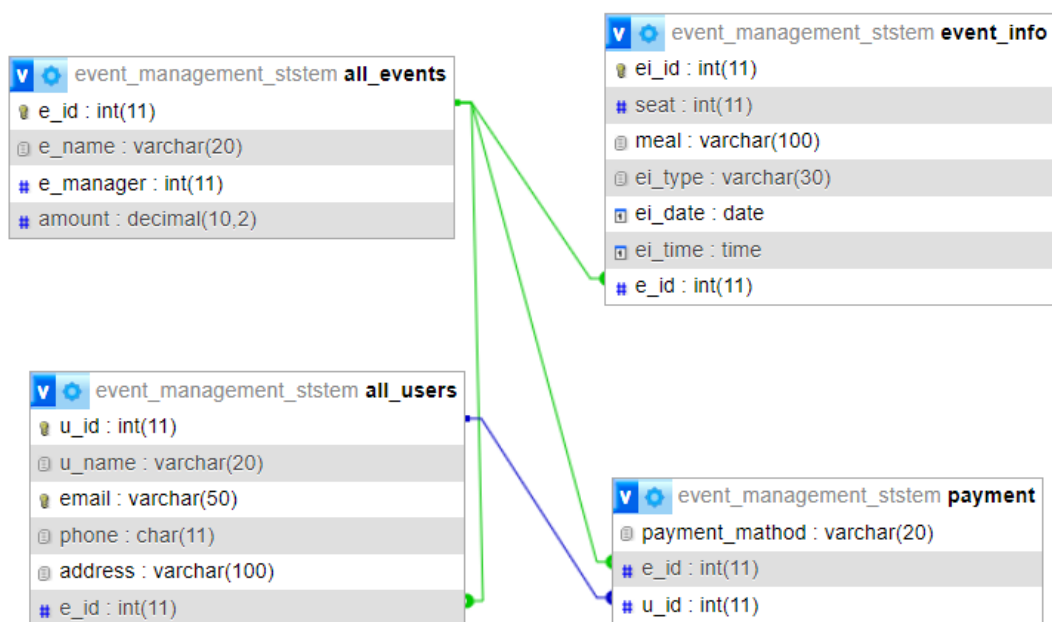 event_management_ststem all_events
e_id : int(11)
e_name : varchar(20)
e_manager : int(11)
amount : decimal(10,2)
event_management_ststem event_info
ei_id : int(11)
seat : int(11)
meal : varchar(100)
ei_type : varchar(30)
ei_date : date
ei_time : time
e_id : int(11)
event_management_ststem all_users
u_id : int(11)
u_name : varchar(20)
email : varchar(50)
phone : char(11)
address : varchar(100)
e_id : int(11)
event_management_ststem payment
payment_mathod : varchar(20)
e_id : int(11)
u_id : int(11)